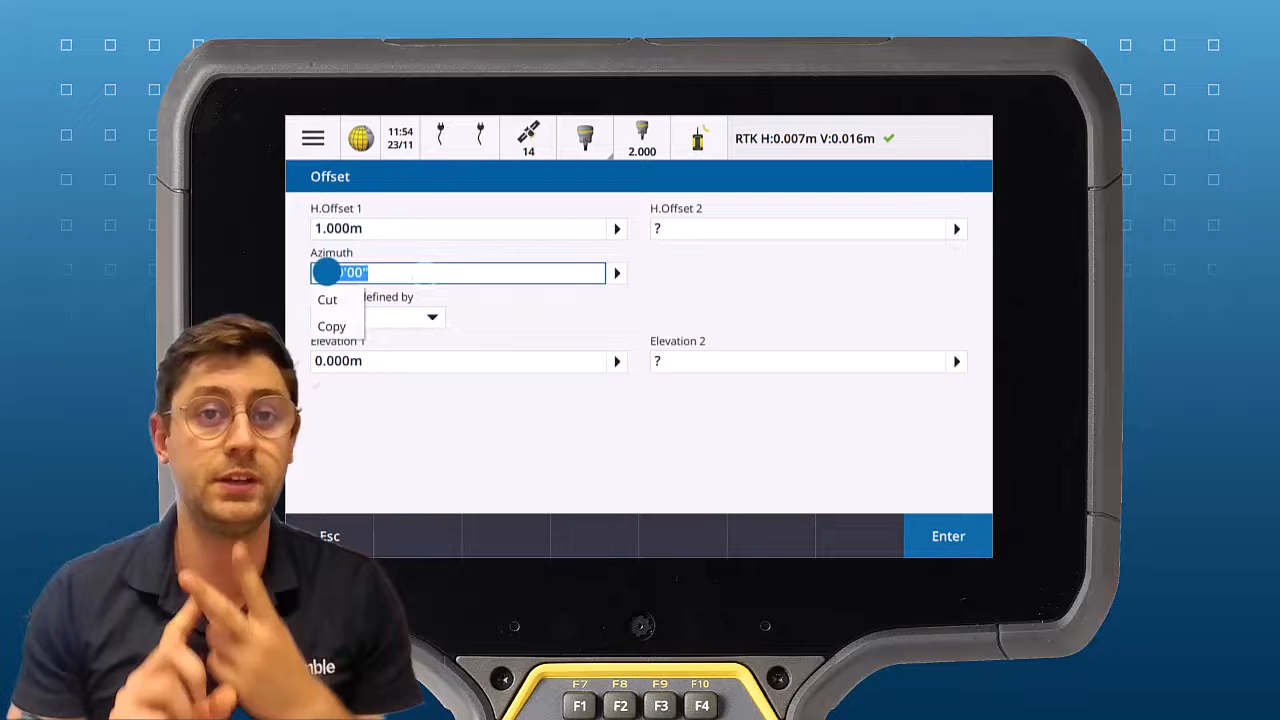 11:54
23/11
14
2.000
RTK H:0.007m V:0.016m
Offset
H.Offset 1
H.Offset 2
1.000m
?
Azimuth
0'00"
Cut
efined by
Copy
Elevation 1
Elevation 2
0.000m
?
Esc
Enter
mble
F7 F8 F9 F10
F1 F2 F3 F4